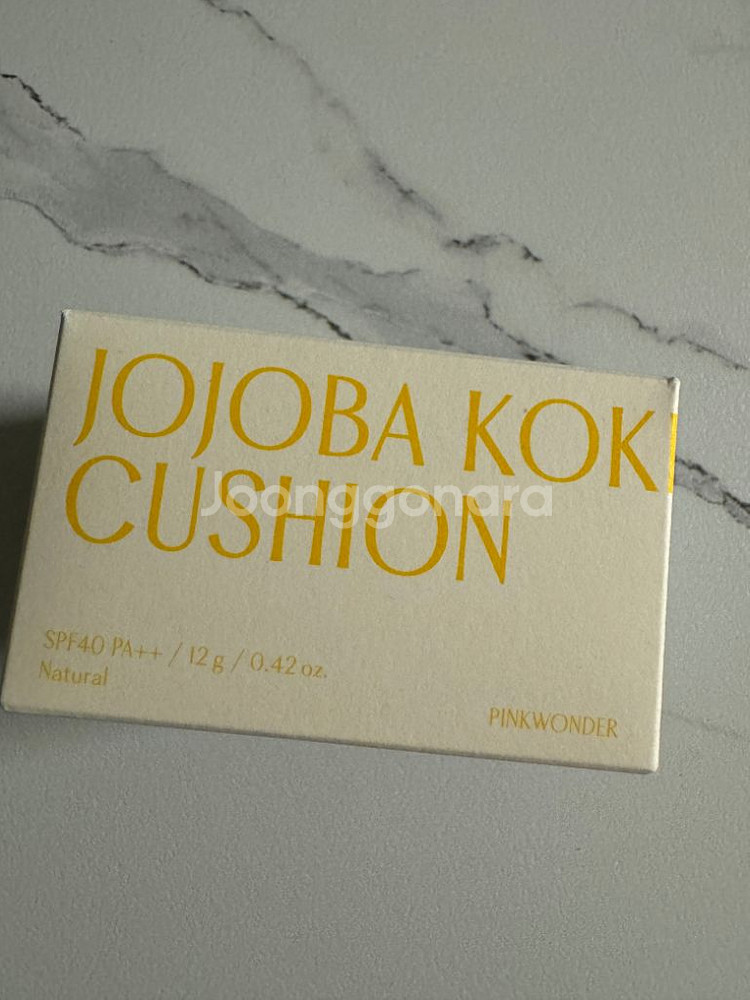 JOJOBA KOK
CUSHION
Joonggonara
SPF40 PA++ / 12 g / 0.42 oz.
Natural
PINKWONDER